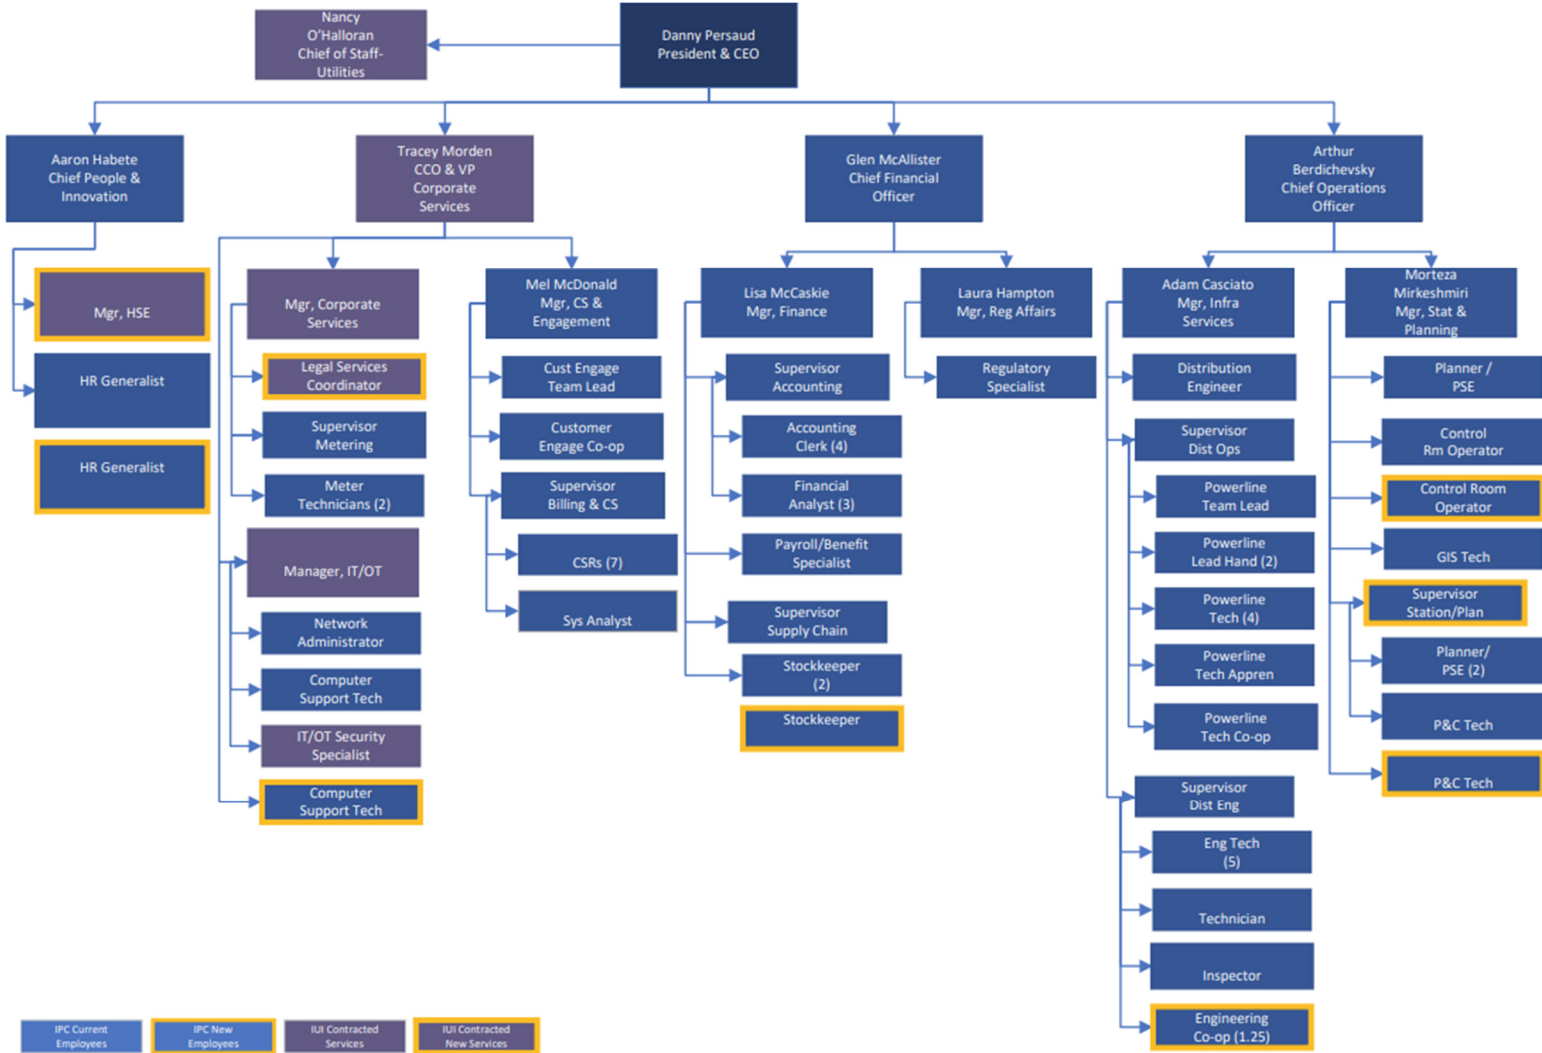 Nancy
O'Halloran
Chief of Staff-
Utilities
Danny Persaud
President & CEO
Aaron Habete
Chief People &
Innovation
Tracey Morden
CCO & VP
Corporate
Services
Glen McAllister
Chief Financial
Officer
Arthur
Berdichevsky
Chief Operations
Officer
Mgr, HSE
HR Generalist
HR Generalist
Mgr, Corporate
Services
Legal Services
Coordinator
Supervisor
Metering
Meter
Technicians (2)
Manager, IT/OT
Network
Administrator
Computer
Support Tech
IT/OT Security
Specialist
Computer
Support Tech
Mel McDonald
Mgr, CS &
Engagement
Cust Engage
Team Lead
Customer
Engage Co-op
Supervisor
Billing & CS
CSRs (7)
Sys Analyst
Lisa McCaskie
Mgr, Finance
Supervisor
Accounting
Accounting
Clerk (4)
Financial
Analyst (3)
Payroll/Benefit
Specialist
Supervisor
Supply Chain
Stockkeeper
(2)
Stockkeeper
Laura Hampton
Mgr, Reg Affairs
Regulatory
Specialist
Adam Casciato
Mgr, Infra
Services
Distribution
Engineer
Supervisor
Dist Ops
Powerline
Team Lead
Powerline
Lead Hand (2)
Powerline
Tech (4)
Powerline
Tech Appren
Powerline
Tech Co-op
Supervisor
Dist Eng
Eng Tech
(5)
Technician
Inspector
Engineering
Co-op (1.25)
Morteza
Mirkeshmiri
Mgr, Stat &
Planning
Planner /
PSE
Control
Rm Operator
Control Room
Operator
GIS Tech
Supervisor
Station/Plan
Planner/
PSE (2)
P&C Tech
P&C Tech
IPC Current
Employees
IPC New
Employees
IUI Contracted
Services
IUI Contracted
New Services